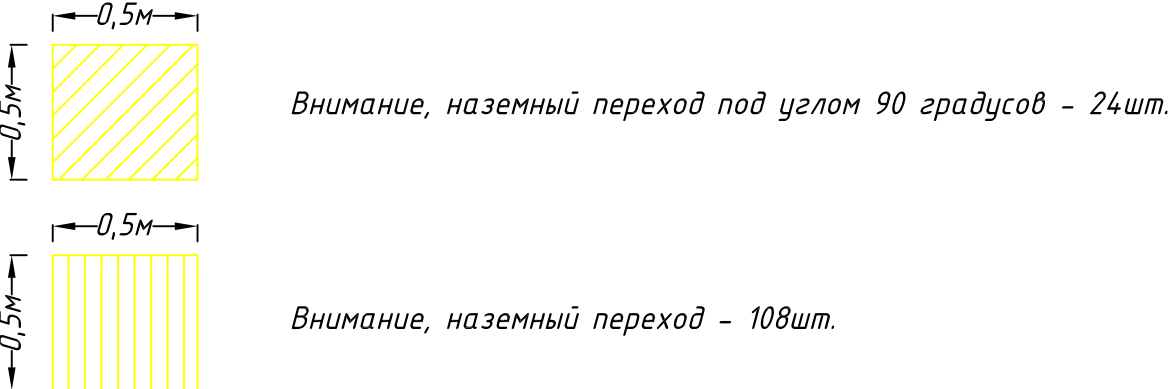 0,5м
0,5м
Внимание, наземный переход под углом 90 градусов - 24шт.
0,5м
0,5м
Внимание, наземный переход - 108шт.